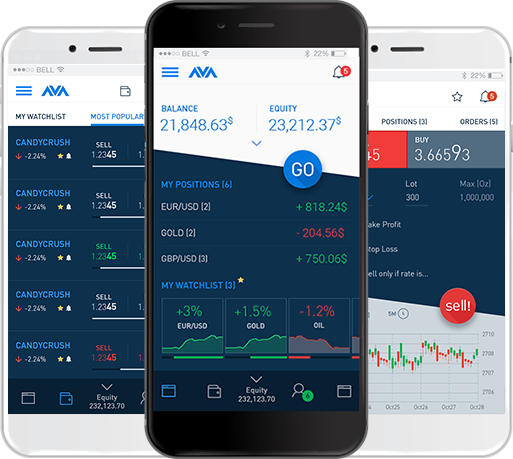 BELL
AVA
MY WATCHLIST MOST POPULAR
CANDYCRUSH
-2.24%
SELL
1.2345
CANDYCRUSH
-2.24%
SELL
1.2345
CANDYCRUSH
-2.24%
SELL
1.2345
CANDYCRUSH
-2.24%
SELL
1.2345
CANDYCRUSH
-2.24%
SELL
1.2345
Equity
232,123.70
BELL 22%
AVA 5
BALANCE EQUITY
21,848.63$ 23,212.37$
GO
MY POSITIONS (6)
EUR/USD (2) + 818.24$
GOLD (2) - 204.56$
GBP/USD (3) + 750.06$
MY WATCHLIST (3)
+3% +1.5% -1.2%
EUR/USD GOLD OIL
Equity
232,123.70
6
22%
5
POSITIONS (3) ORDERS (5)
BUY
45 3.66593
Lot Max (Oz)
300 1,000,000
ake Profit
top Loss
ell only if rate is...
sell!
5M
2710
2708
2706
Oct25 Oct26 Oct27 Oct28